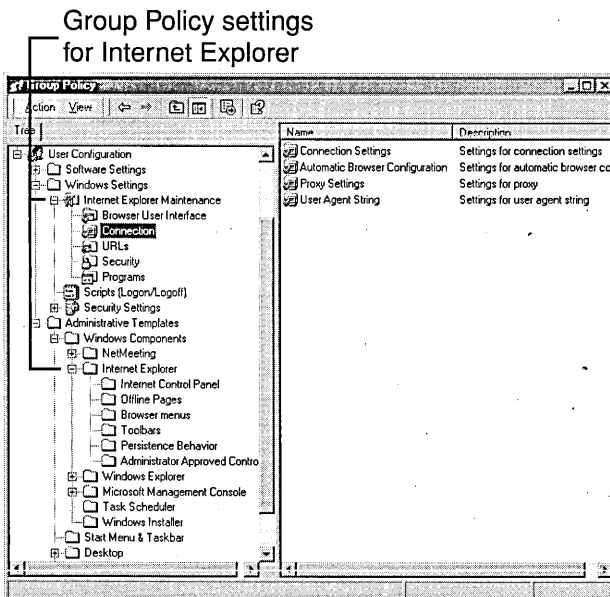 Group Policy settings
for Internet Explorer
Group Policy
Action View
Tree
Name Description
User Configuration
Software Settings
Windows Settings
Internet Explorer Maintenance
Browser User Interface
Connection
URLs
Security
Programs
Scripts (Logon/Logoff)
Security Settings
Administrative Templates
Windows Components
NetMeeting
Internet Explorer
Internet Control Panel
Offline Pages
Browser menus
Toolbars
Persistence Behavior
Administrator Approved Contro
Windows Explorer
Microsoft Management Console
Task Scheduler
Windows Installer
Start Menu & Taskbar
Desktop
Connection Settings Settings for connection settings
Automatic Browser Configuration Settings for automatic browser co
Proxy Settings Settings for proxy
User Agent String Settings for user agent string